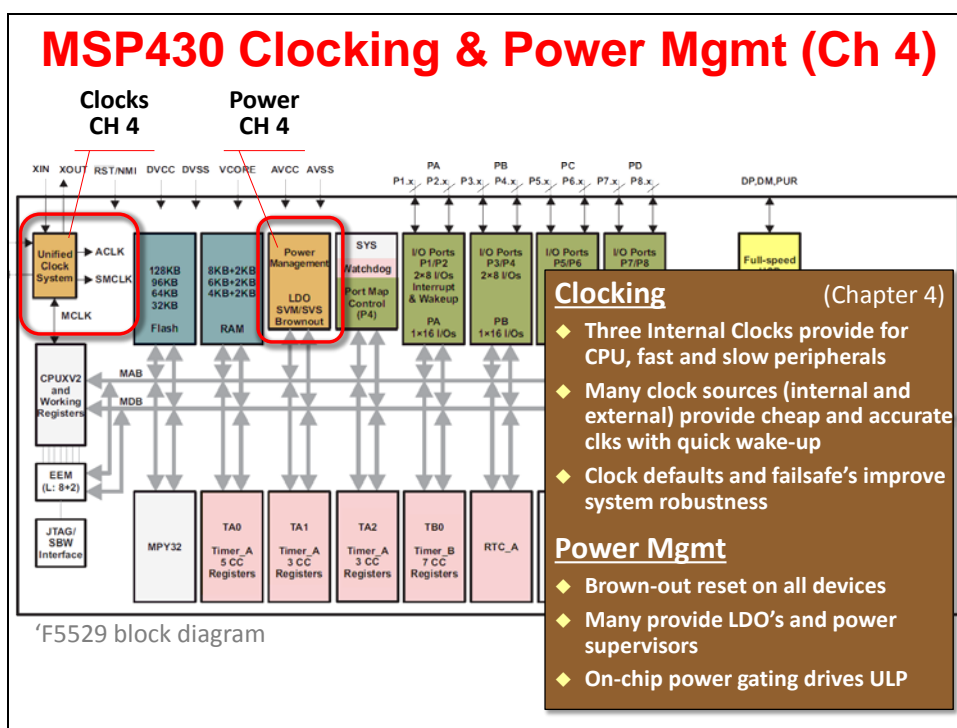 MSP430 Clocking & Power Mgmt (Ch 4)
Clocks
CH 4
Power
CH 4
XIN XOUT RST/NMI DVCC DVSS VCORE AVCC AVSS
PA
P1.x P2.x
PB
P3.x P4.x
PC
P5.x P6.x
PD
P7.x P8.x
DP,DM,PUR
Unified
Clock
System
ACLK
SMCLK
MCLK
128KB
96KB
64KB
32KB
Flash
8KB+2KB
6KB+2KB
4KB+2KB
RAM
Power
Management
LDO
SVM/SVS
Brownout
SYS
Watchdog
Port Map
Control
(P4)
I/O Ports
P1/P2
2×8 I/Os
Interrupt
& Wakeup
PA
1×16 I/Os
I/O Ports
P3/P4
2×8 I/Os
PB
1×16 I/Os
I/O Ports
P5/P6
I/O Ports
P7/P8
Full-speed
CPUXV2
and
Working
Registers
MAB
MDB
EEM
(L: 8+2)
JTAG/
SBW
Interface
MPY32
TA0
Timer_A
5 CC
Registers
TA1
Timer_A
3 CC
Registers
TA2
Timer_A
3 CC
Registers
TB0
Timer_B
7 CC
Registers
RTC_A
Clocking (Chapter 4)
◆ Three Internal Clocks provide for
CPU, fast and slow peripherals
◆ Many clock sources (internal and
external) provide cheap and accurate
clks with quick wake-up
◆ Clock defaults and failsafe's improve
system robustness
Power Mgmt
◆ Brown-out reset on all devices
◆ Many provide LDO's and power
supervisors
◆ On-chip power gating drives ULP
‘F5529 block diagram